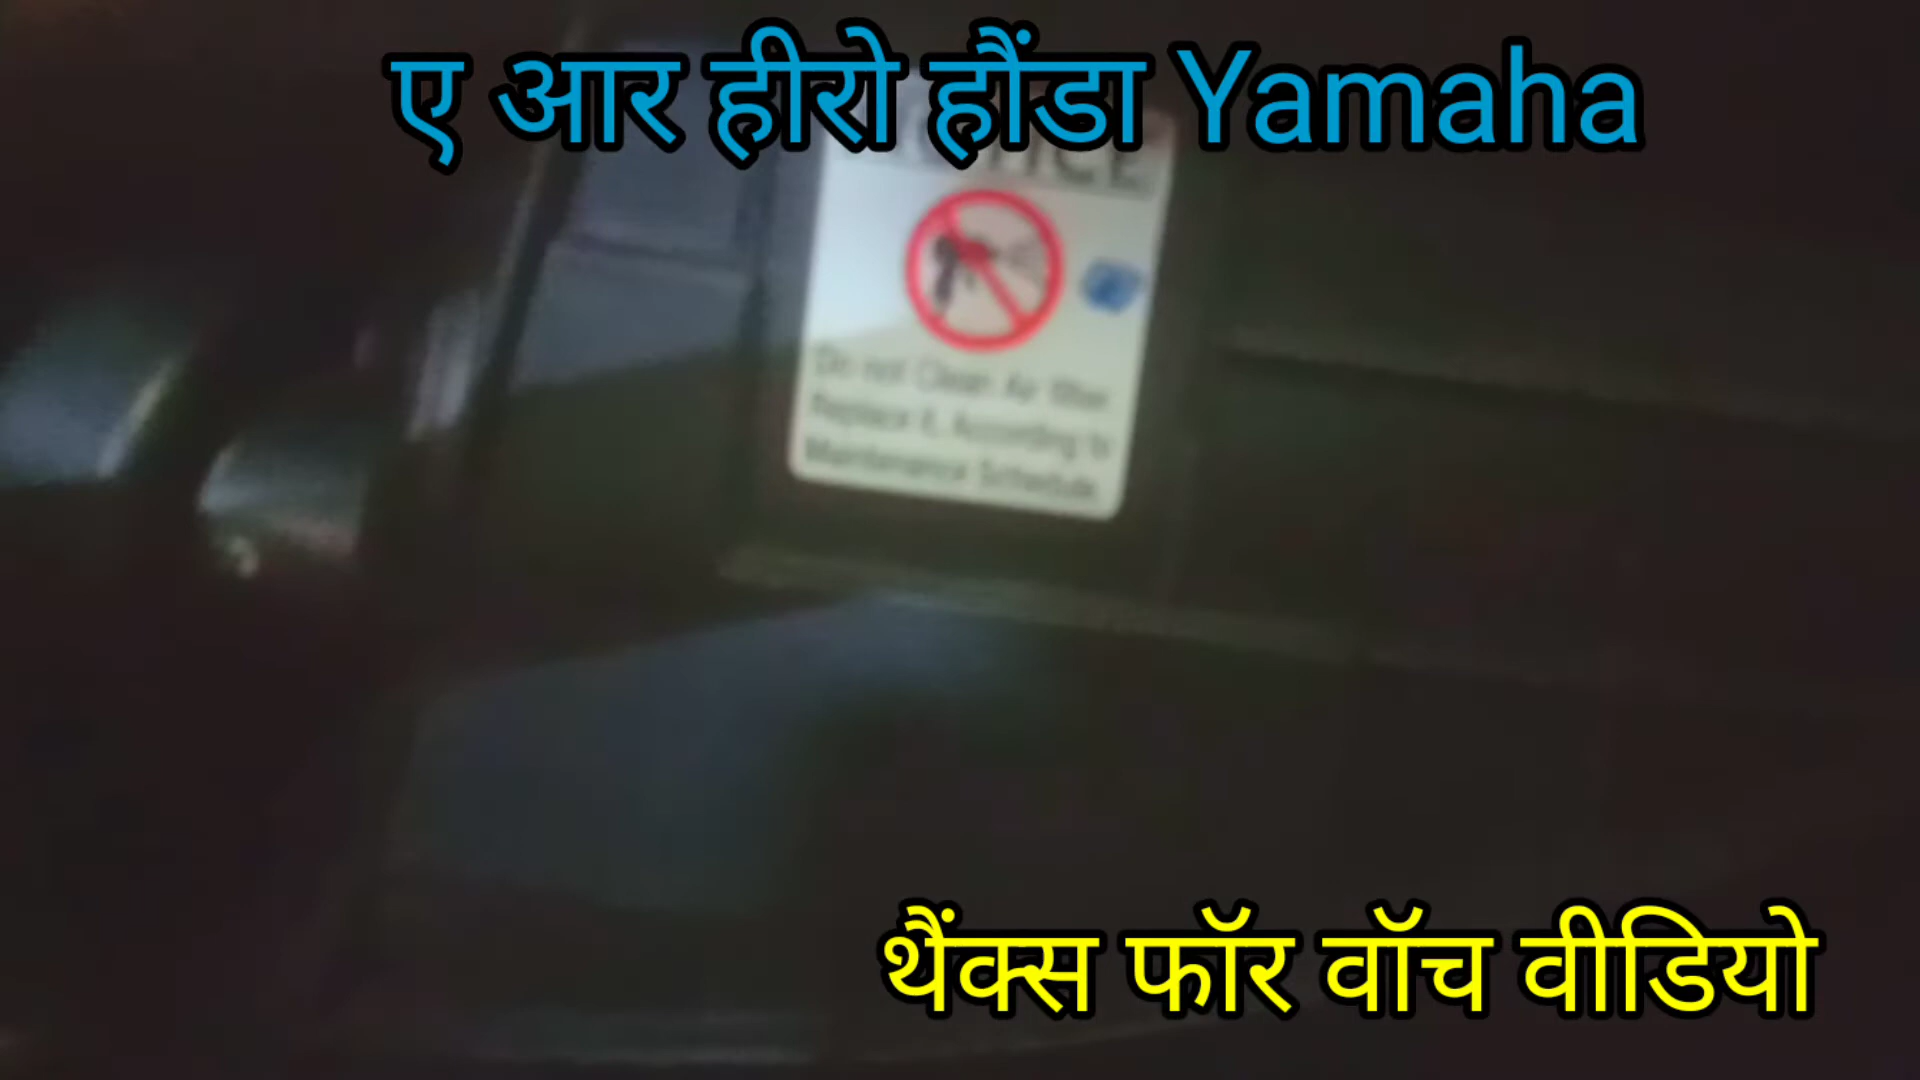 ए आर हीरो हौंडा Yamaha
Do not Clean Air filter
Replace it. According to
Maintenance Schedule.
थैंक्स फॉर वॉच वीडियो